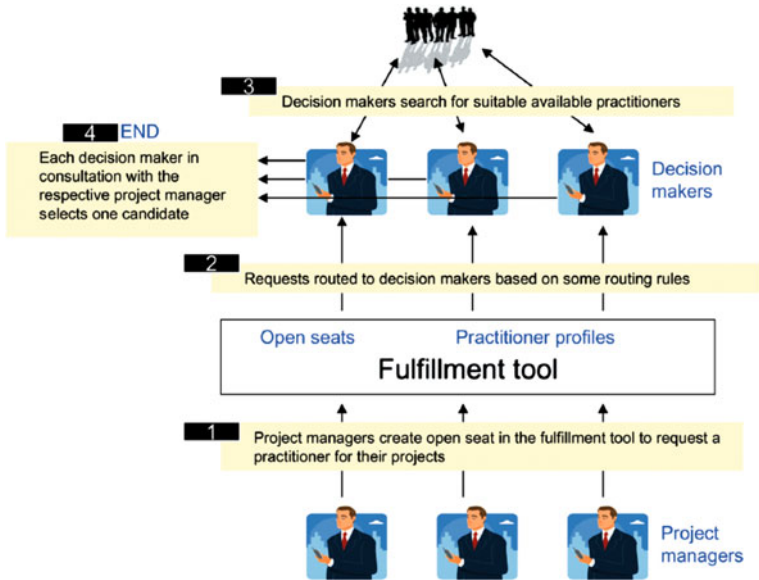 3
Decision makers search for suitable available practitioners
4 END
Each decision maker in
consultation with the
respective project manager
selects one candidate
Decision
makers
2
Requests routed to decision makers based on some routing rules
Open seats
Practitioner profiles
Fulfillment tool
1
Project managers create open seat in the fulfillment tool to request a
practitioner for their projects
Project
managers